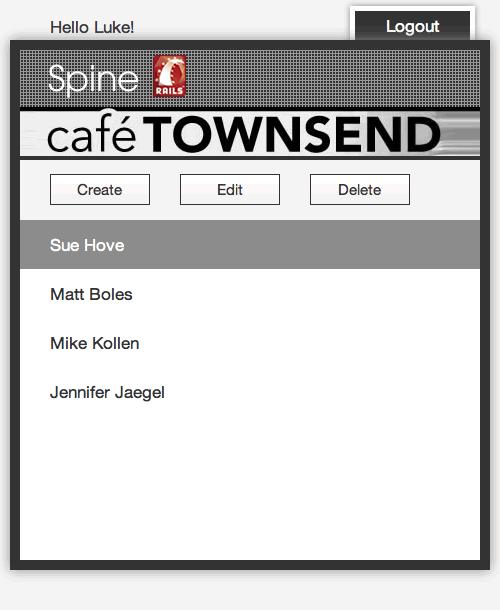 Hello Luke!
Logout
Spine RAILS
café TOWNSEND
Create Edit Delete
Sue Hove
Matt Boles
Mike Kollen
Jennifer Jaegel